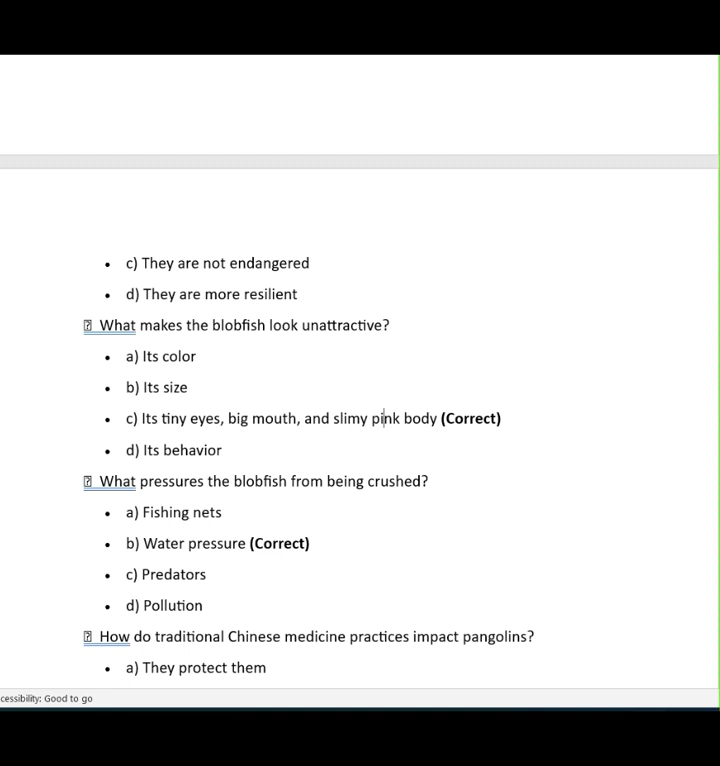 • c) They are not endangered
• d) They are more resilient
⍰ What makes the blobfish look unattractive?
• a) Its color
• b) Its size
• c) Its tiny eyes, big mouth, and slimy pink body (Correct)
• d) Its behavior
⍰ What pressures the blobfish from being crushed?
• a) Fishing nets
• b) Water pressure (Correct)
• c) Predators
• d) Pollution
⍰ How do traditional Chinese medicine practices impact pangolins?
• a) They protect them
cessibility: Good to go